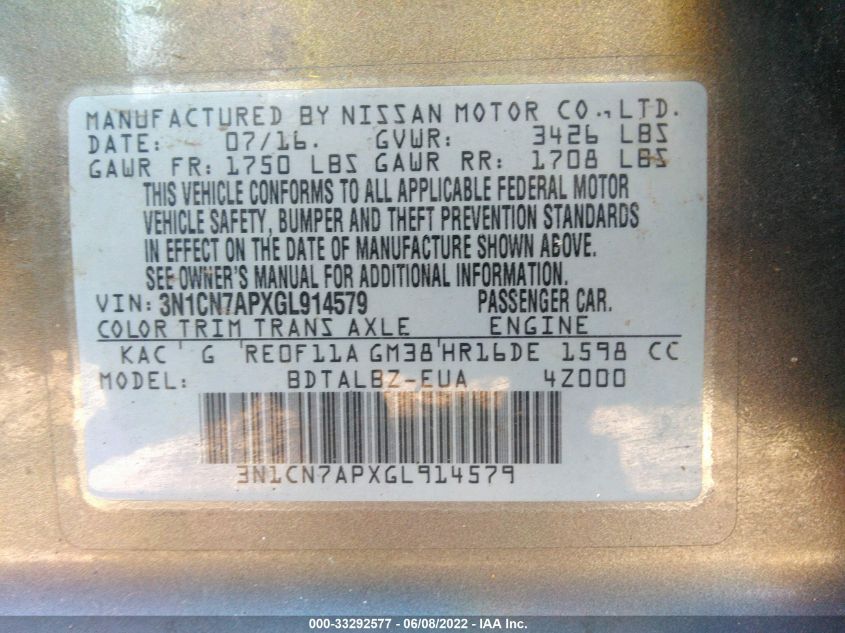 MANUFACTURED BY NISSAN MOTOR CO., LTD.
DATE: 07/16. GVWR: 3426 LBS
GAWR FR: 1750 LBS GAWR RR: 1708 LBS
THIS VEHICLE CONFORMS TO ALL APPLICABLE FEDERAL MOTOR
VEHICLE SAFETY, BUMPER AND THEFT PREVENTION STANDARDS
IN EFFECT ON THE DATE OF MANUFACTURE SHOWN ABOVE.
SEE OWNER'S MANUAL FOR ADDITIONAL INFORMATION.
VIN: 3N1CN7APXGL914579 PASSENGER CAR.
COLOR TRIM TRANS AXLE ENGINE
KAC G RE0F11A GM38 HR16DE 1598 CC
MODEL: BDTALBZ-EUA 4Z000
3N1CN7APXGL914579
000-33292577 - 06/08/2022 - IAA Inc.